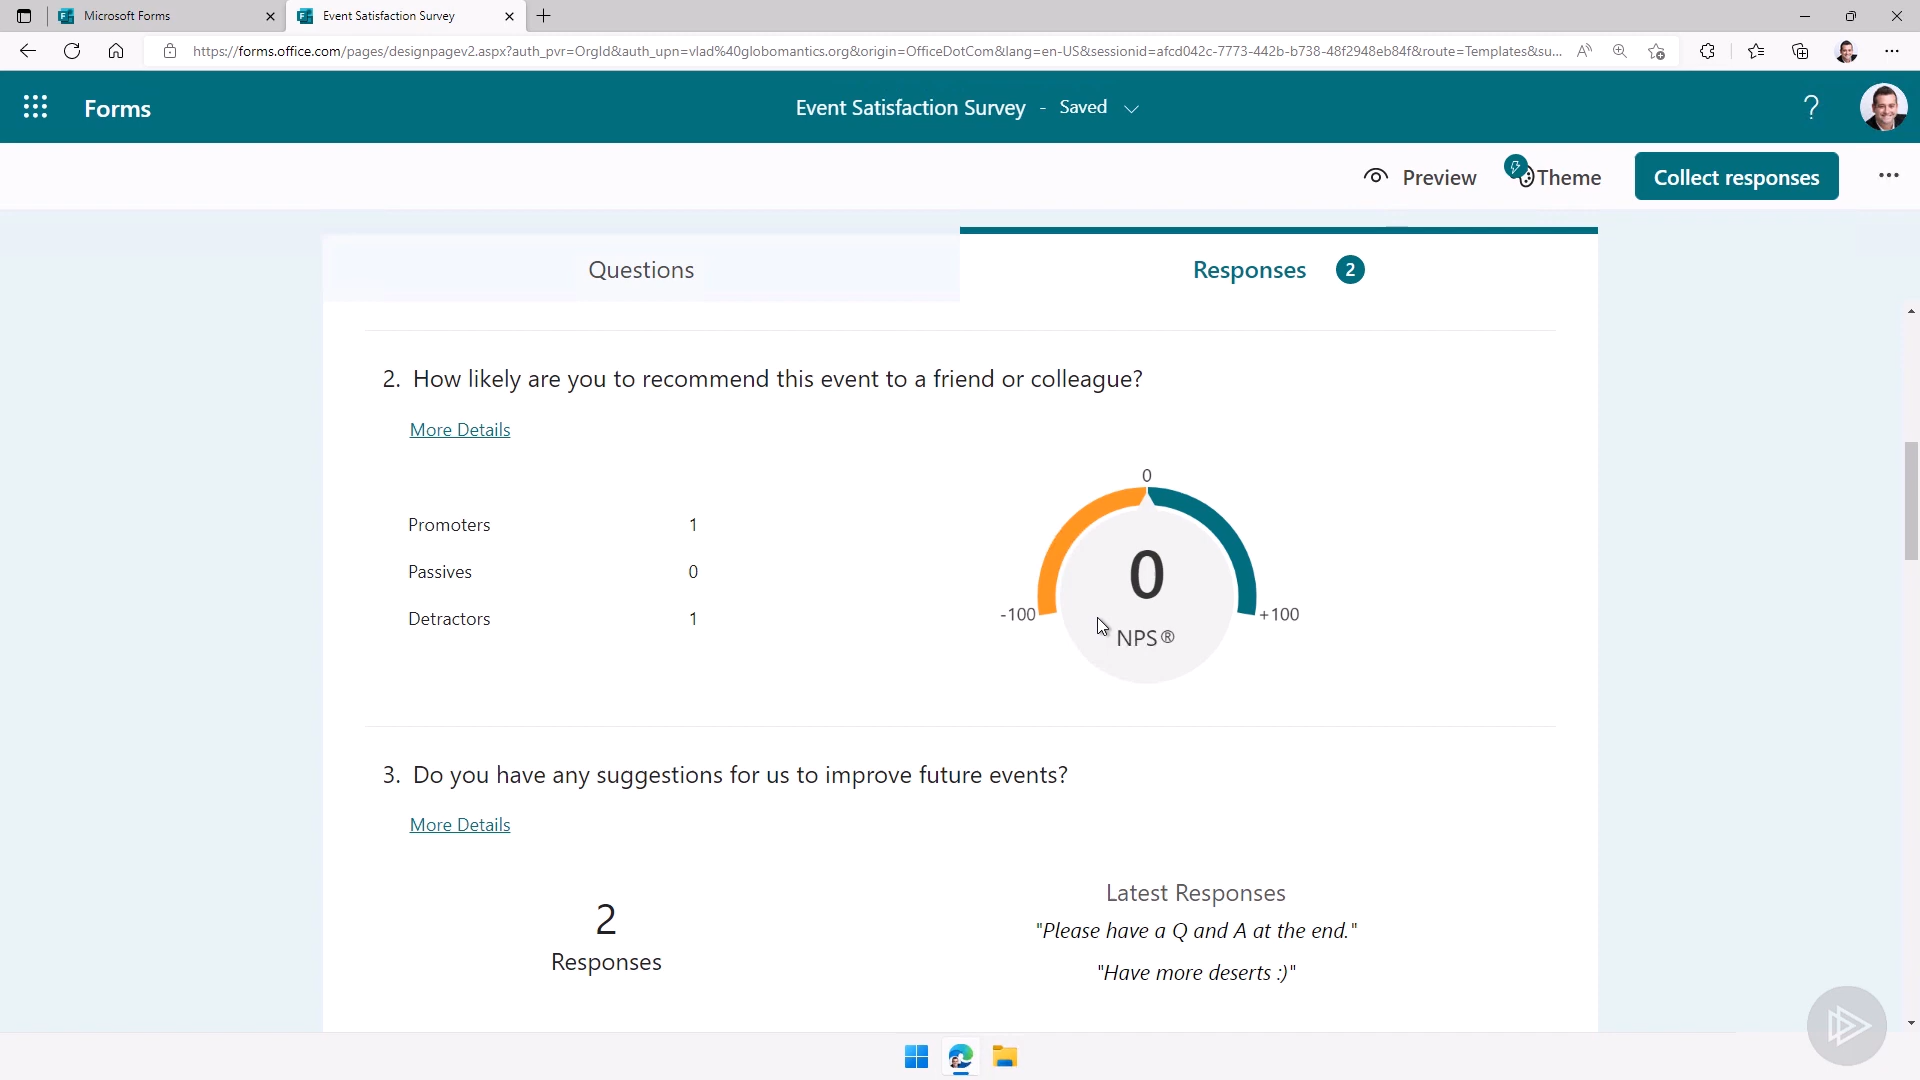 Microsoft Forms
Event Satisfaction Survey
https://forms.office.com/pages/designpagev2.aspx?auth_pvr=OrgId&auth_upn=vlad%40globomantics.org&origin=OfficeDotCom&lang=en-US&sessionid=afcd042c-7773-442b-b738-48f2948eb84f&route=Templates&su...
Forms
Event Satisfaction Survey - Saved
?
Preview
Theme
Collect responses
Questions
Responses 2
2. How likely are you to recommend this event to a friend or colleague?
More Details
0
Promoters 1
Passives 0
Detractors 1
0
-100
+100
NPS®
3. Do you have any suggestions for us to improve future events?
More Details
2
Responses
Latest Responses
"Please have a Q and A at the end."
"Have more deserts :)"